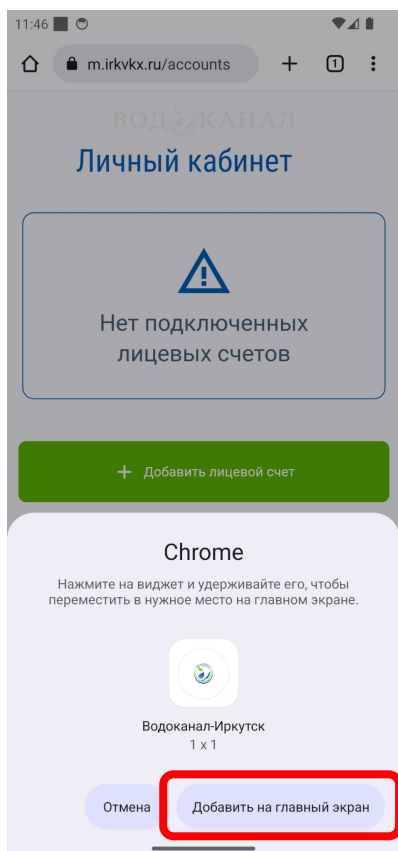 11:46
m.irkvkx.ru/accounts
1
ВОДОКАНАЛ
Личный кабинет
Нет подключенных
лицевых счетов
+ Добавить лицевой счет
Chrome
Нажмите на виджет и удерживайте его, чтобы
переместить в нужное место на главном экране.
Водоканал-Иркутск
1 x 1
Отмена
Добавить на главный экран